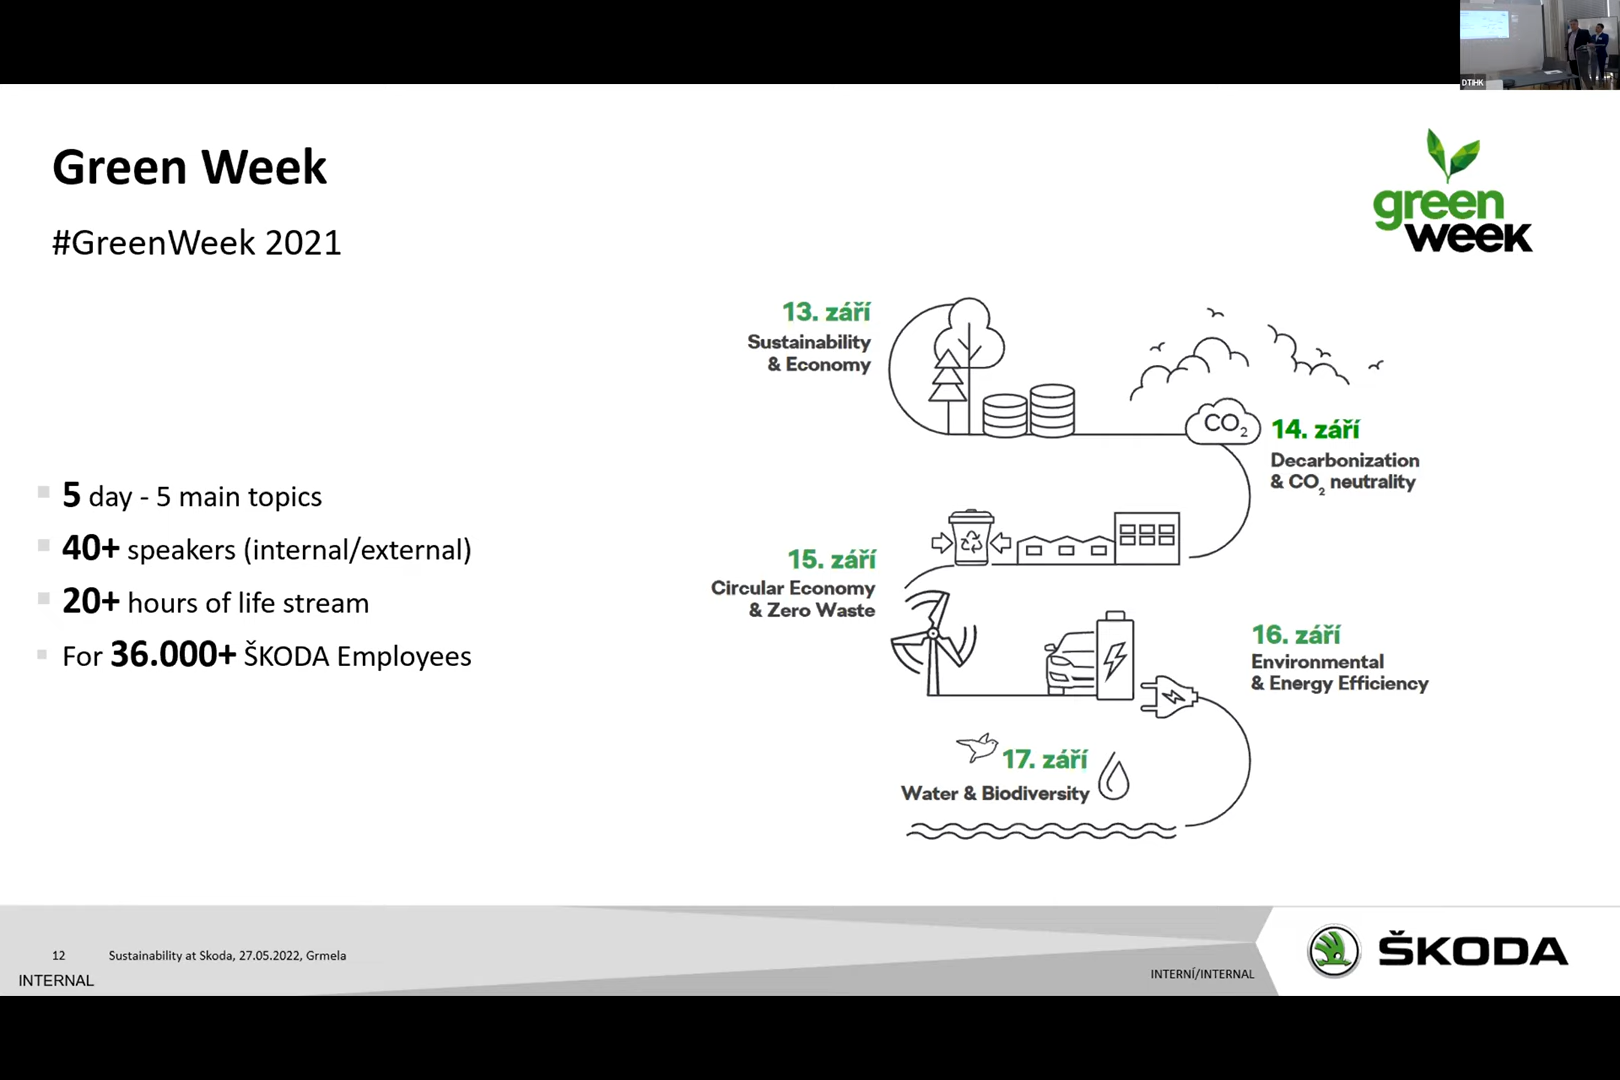 DTIHK
Green Week
#GreenWeek 2021
green
week
13. září
Sustainability
& Economy
CO2
14. září
Decarbonization
& CO2 neutrality
5 day - 5 main topics
40+ speakers (internal/external)
20+ hours of life stream
For 36.000+ ŠKODA Employees
15. září
Circular Economy
& Zero Waste
16. září
Environmental
& Energy Efficiency
17. září
Water & Biodiversity
12 Sustainability at Skoda, 27.05.2022, Grmela
INTERNAL
INTERNÍ/INTERNAL
ŠKODA